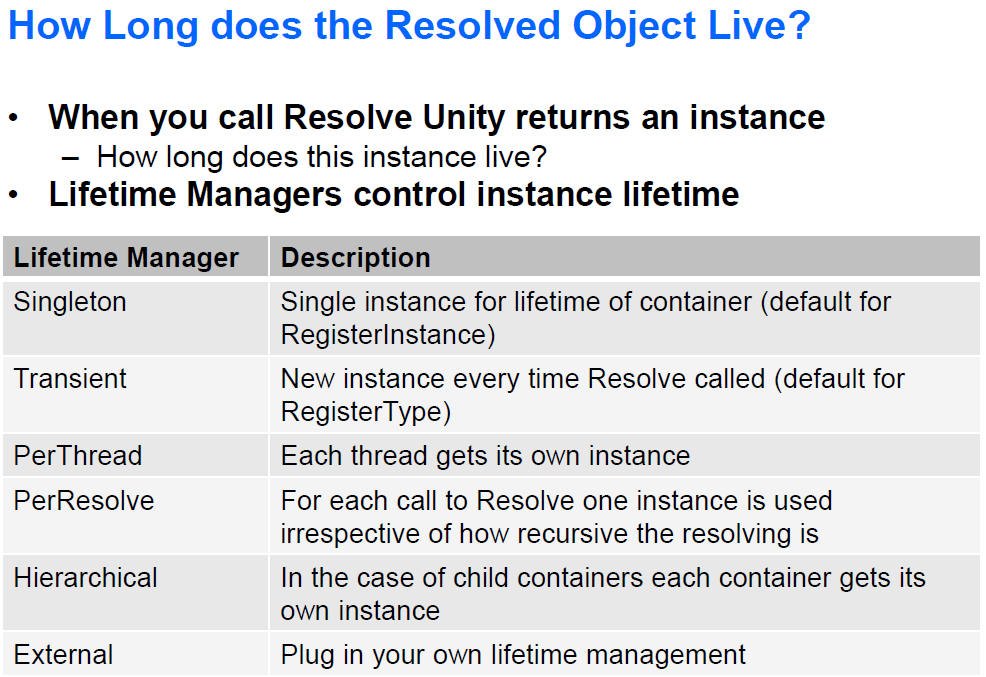 How Long does the Resolved Object Live?
• When you call Resolve Unity returns an instance
– How long does this instance live?
• Lifetime Managers control instance lifetime
Lifetime Manager Description
Singleton Single instance for lifetime of container (default for
RegisterInstance)
Transient New instance every time Resolve called (default for
RegisterType)
PerThread Each thread gets its own instance
PerResolve For each call to Resolve one instance is used
irrespective of how recursive the resolving is
Hierarchical In the case of child containers each container gets its
own instance
External Plug in your own lifetime management